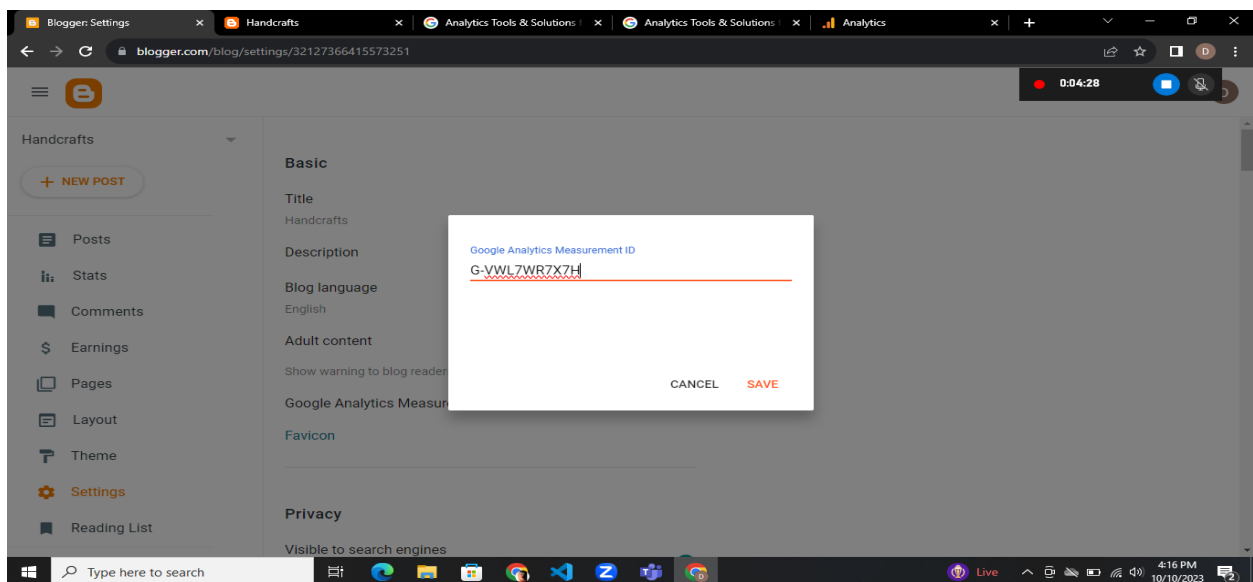 Blogger: Settings
Handcrafts
Analytics Tools & Solutions f
Analytics Tools & Solutions f
Analytics
blogger.com/blog/settings/32127366415573251
D
0:04:28
Handcrafts
NEW POST
Posts
Stats
Comments
Earnings
Pages
Layout
Theme
Settings
Reading List
Basic
Title
Handcrafts
Description
Blog language
English
Adult content
Show warning to blog reader
Google Analytics Measur
Favicon
Privacy
Visible to search engines
Google Analytics Measurement ID
G-VWL7WR7X7H
CANCEL
SAVE
Type here to search
Live
4:16 PM
10/10/2023
2